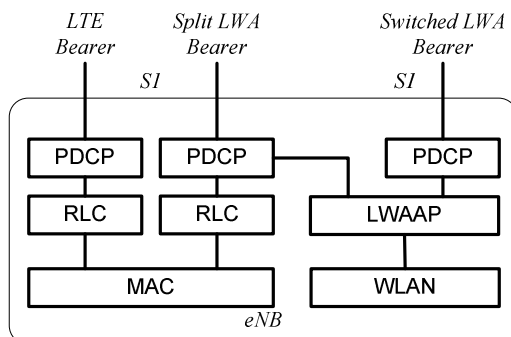 LTE Bearer
Split LWA Bearer
Switched LWA Bearer
S1
S1
PDCP
PDCP
PDCP
RLC
RLC
LWAAP
MAC
WLAN
eNB